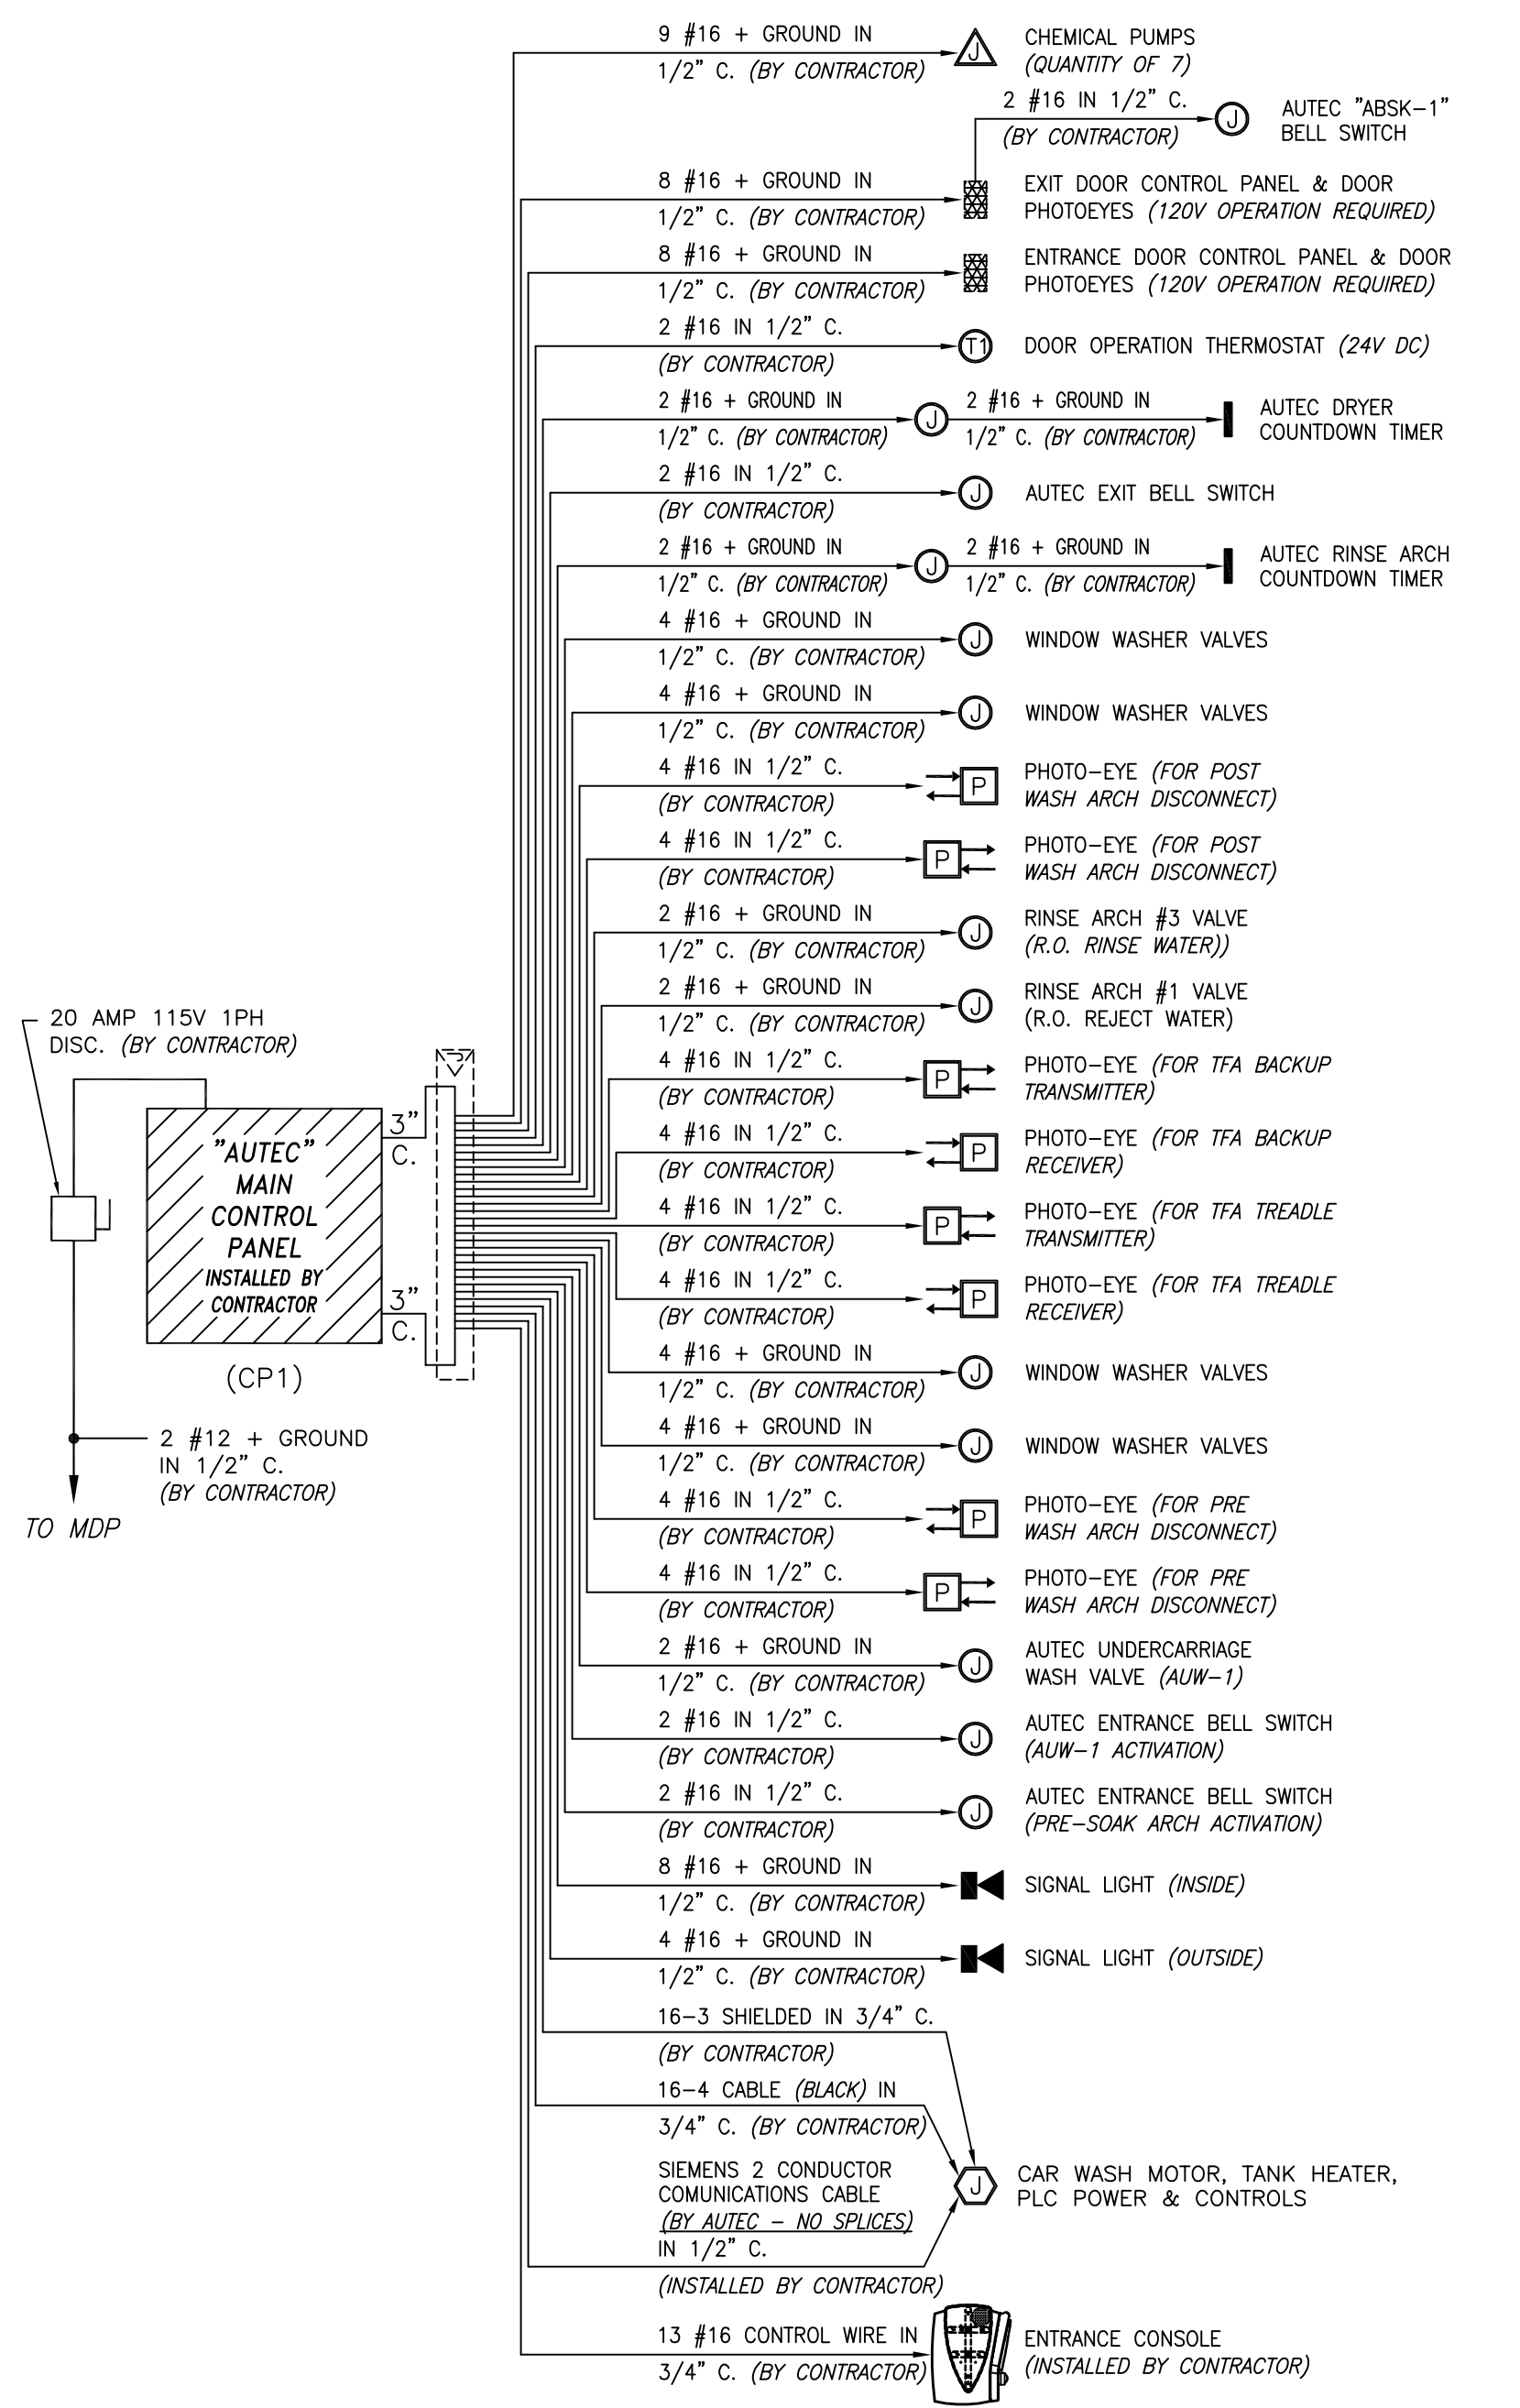 9 #16 + GROUND IN
1/2" C. (BY CONTRACTOR)
J
CHEMICAL PUMPS
(QUANTITY OF 7)
2 #16 IN 1/2" C.
(BY CONTRACTOR)
J
AUTEC "ABSK-1"
BELL SWITCH
8 #16 + GROUND IN
1/2" C. (BY CONTRACTOR)
EXIT DOOR CONTROL PANEL & DOOR
PHOTOEYES (120V OPERATION REQUIRED)
8 #16 + GROUND IN
1/2" C. (BY CONTRACTOR)
ENTRANCE DOOR CONTROL PANEL & DOOR
PHOTOEYES (120V OPERATION REQUIRED)
2 #16 IN 1/2" C.
(BY CONTRACTOR)
T1
DOOR OPERATION THERMOSTAT (24V DC)
2 #16 + GROUND IN
1/2" C. (BY CONTRACTOR)
J
2 #16 + GROUND IN
1/2" C. (BY CONTRACTOR)
AUTEC DRYER
COUNTDOWN TIMER
2 #16 IN 1/2" C.
(BY CONTRACTOR)
J
AUTEC EXIT BELL SWITCH
2 #16 + GROUND IN
1/2" C. (BY CONTRACTOR)
J
2 #16 + GROUND IN
1/2" C. (BY CONTRACTOR)
AUTEC RINSE ARCH
COUNTDOWN TIMER
4 #16 + GROUND IN
1/2" C. (BY CONTRACTOR)
J
WINDOW WASHER VALVES
4 #16 + GROUND IN
1/2" C. (BY CONTRACTOR)
J
WINDOW WASHER VALVES
4 #16 IN 1/2" C.
(BY CONTRACTOR)
P
PHOTO-EYE (FOR POST
WASH ARCH DISCONNECT)
4 #16 IN 1/2" C.
(BY CONTRACTOR)
P
PHOTO-EYE (FOR POST
WASH ARCH DISCONNECT)
2 #16 + GROUND IN
1/2" C. (BY CONTRACTOR)
J
RINSE ARCH #3 VALVE
(R.O. RINSE WATER))
2 #16 + GROUND IN
1/2" C. (BY CONTRACTOR)
J
RINSE ARCH #1 VALVE
(R.O. REJECT WATER)
20 AMP 115V 1PH
DISC. (BY CONTRACTOR)
J
"AUTEC"
MAIN
CONTROL
PANEL
INSTALLED BY
CONTRACTOR
(CP1)
3"
C.
3"
C.
2 #12 + GROUND
IN 1/2" C.
(BY CONTRACTOR)
TO MDP
4 #16 IN 1/2" C.
(BY CONTRACTOR)
P
PHOTO-EYE (FOR TFA BACKUP
TRANSMITTER)
4 #16 IN 1/2" C.
(BY CONTRACTOR)
P
PHOTO-EYE (FOR TFA BACKUP
RECEIVER)
4 #16 IN 1/2" C.
(BY CONTRACTOR)
P
PHOTO-EYE (FOR TFA TREADLE
TRANSMITTER)
4 #16 IN 1/2" C.
(BY CONTRACTOR)
P
PHOTO-EYE (FOR TFA TREADLE
RECEIVER)
4 #16 + GROUND IN
1/2" C. (BY CONTRACTOR)
J
WINDOW WASHER VALVES
4 #16 + GROUND IN
1/2" C. (BY CONTRACTOR)
J
WINDOW WASHER VALVES
4 #16 IN 1/2" C.
(BY CONTRACTOR)
P
PHOTO-EYE (FOR PRE
WASH ARCH DISCONNECT)
4 #16 IN 1/2" C.
(BY CONTRACTOR)
P
PHOTO-EYE (FOR PRE
WASH ARCH DISCONNECT)
2 #16 + GROUND IN
1/2" C. (BY CONTRACTOR)
J
AUTEC UNDERCARRIAGE
WASH VALVE (AUW-1)
2 #16 IN 1/2" C.
(BY CONTRACTOR)
J
AUTEC ENTRANCE BELL SWITCH
(AUW-1 ACTIVATION)
2 #16 IN 1/2" C.
(BY CONTRACTOR)
J
AUTEC ENTRANCE BELL SWITCH
(PRE-SOAK ARCH ACTIVATION)
8 #16 + GROUND IN
1/2" C. (BY CONTRACTOR)
SIGNAL LIGHT (INSIDE)
4 #16 + GROUND IN
1/2" C. (BY CONTRACTOR)
SIGNAL LIGHT (OUTSIDE)
16-3 SHIELDED IN 3/4" C.
(BY CONTRACTOR)
16-4 CABLE (BLACK) IN
3/4" C. (BY CONTRACTOR)
SIEMENS 2 CONDUCTOR
COMUNICATIONS CABLE
(BY AUTEC - NO SPLICES)
IN 1/2" C.
(INSTALLED BY CONTRACTOR)
J
CAR WASH MOTOR, TANK HEATER,
PLC POWER & CONTROLS
13 #16 CONTROL WIRE IN
3/4" C. (BY CONTRACTOR)
ENTRANCE CONSOLE
(INSTALLED BY CONTRACTOR)